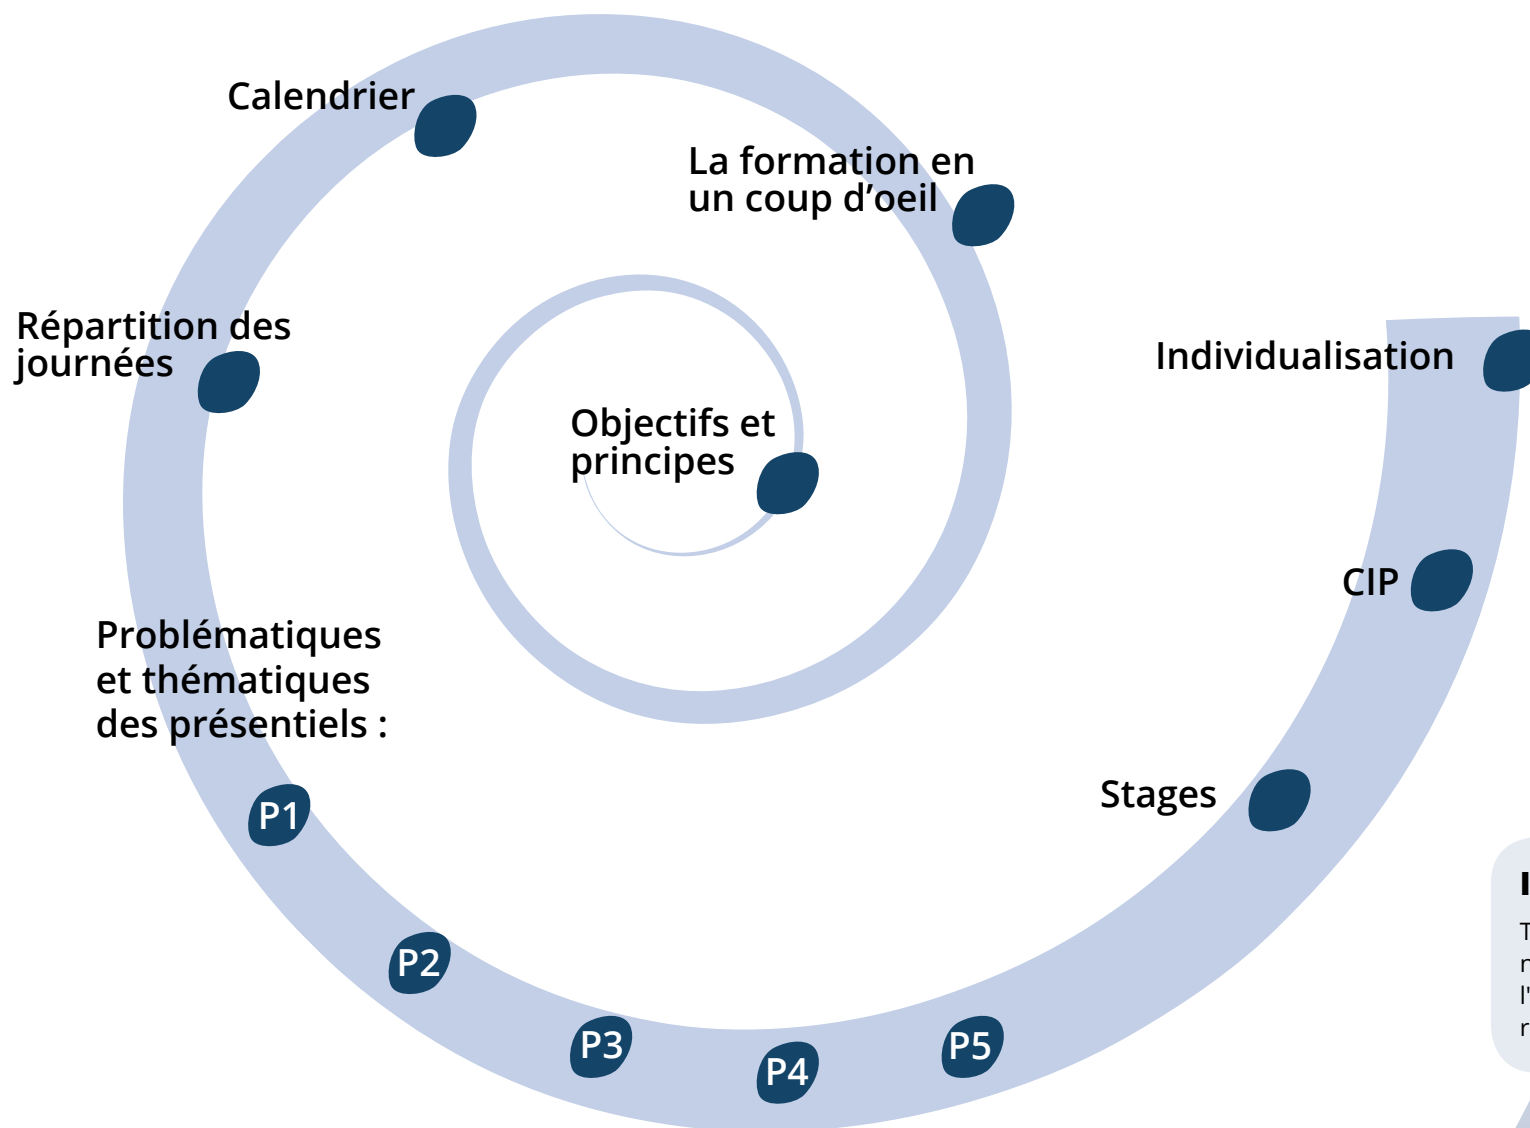 Calendrier
La formation en
un coup d’oeil
Répartition des
journées
Individualisation
Objectifs et
principes
CIP
Problématiques
et thématiques
des présentiels :
Stages
P1
P2
P3
P4
P5